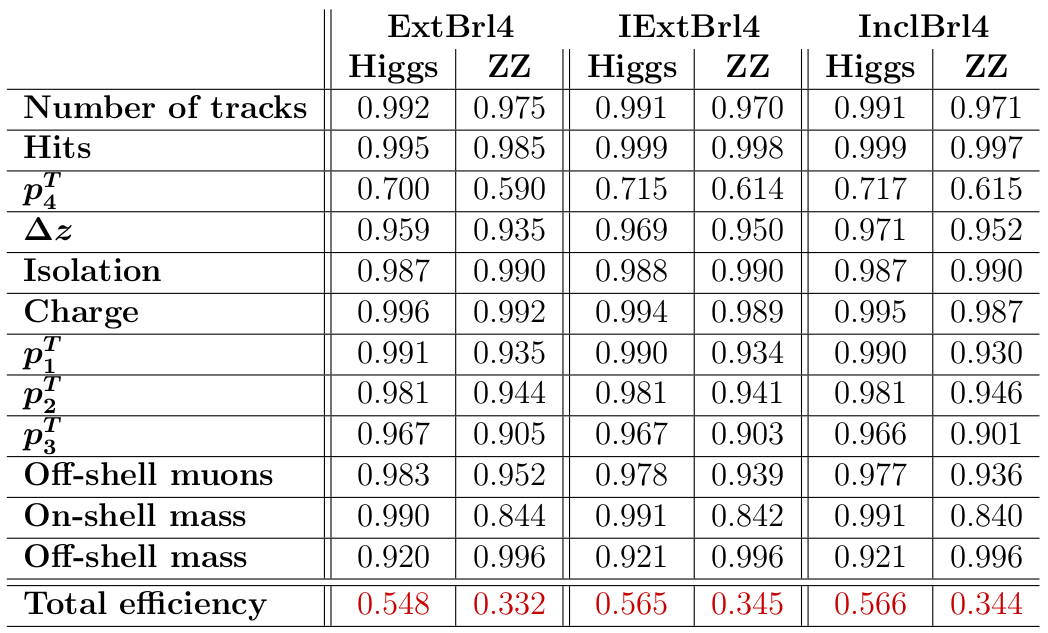 ExtBrl4 IExtBrl4 InclBrl4
Higgs ZZ Higgs ZZ Higgs ZZ
Number of tracks 0.992 0.975 0.991 0.970 0.991 0.971
Hits 0.995 0.985 0.999 0.998 0.999 0.997
p₄ᵀ 0.700 0.590 0.715 0.614 0.717 0.615
Δz 0.959 0.935 0.969 0.950 0.971 0.952
Isolation 0.987 0.990 0.988 0.990 0.987 0.990
Charge 0.996 0.992 0.994 0.989 0.995 0.987
p₁ᵀ 0.991 0.935 0.990 0.934 0.990 0.930
p₂ᵀ 0.981 0.944 0.981 0.941 0.981 0.946
p₃ᵀ 0.967 0.905 0.967 0.903 0.966 0.901
Off-shell muons 0.983 0.952 0.978 0.939 0.977 0.936
On-shell mass 0.990 0.844 0.991 0.842 0.991 0.840
Off-shell mass 0.920 0.996 0.921 0.996 0.921 0.996
Total efficiency 0.548 0.332 0.565 0.345 0.566 0.344